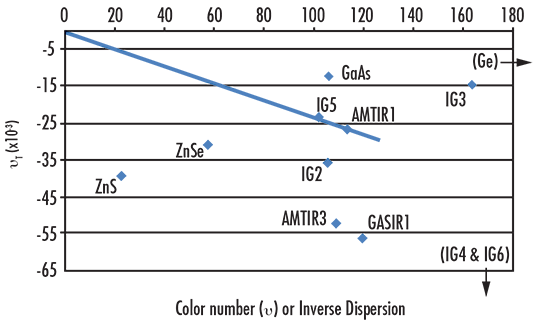 0 20 40 60 80 100 120 140 160 180
-5
-15
-25
-35
-45
-55
-65
υ₁ (x10³)
(Ge)
GaAs
IG3
IG5
AMTIR1
ZnSe
IG2
ZnS
AMTIR3 GASIR1
(IG4 & IG6)
Color number (υ) or Inverse Dispersion